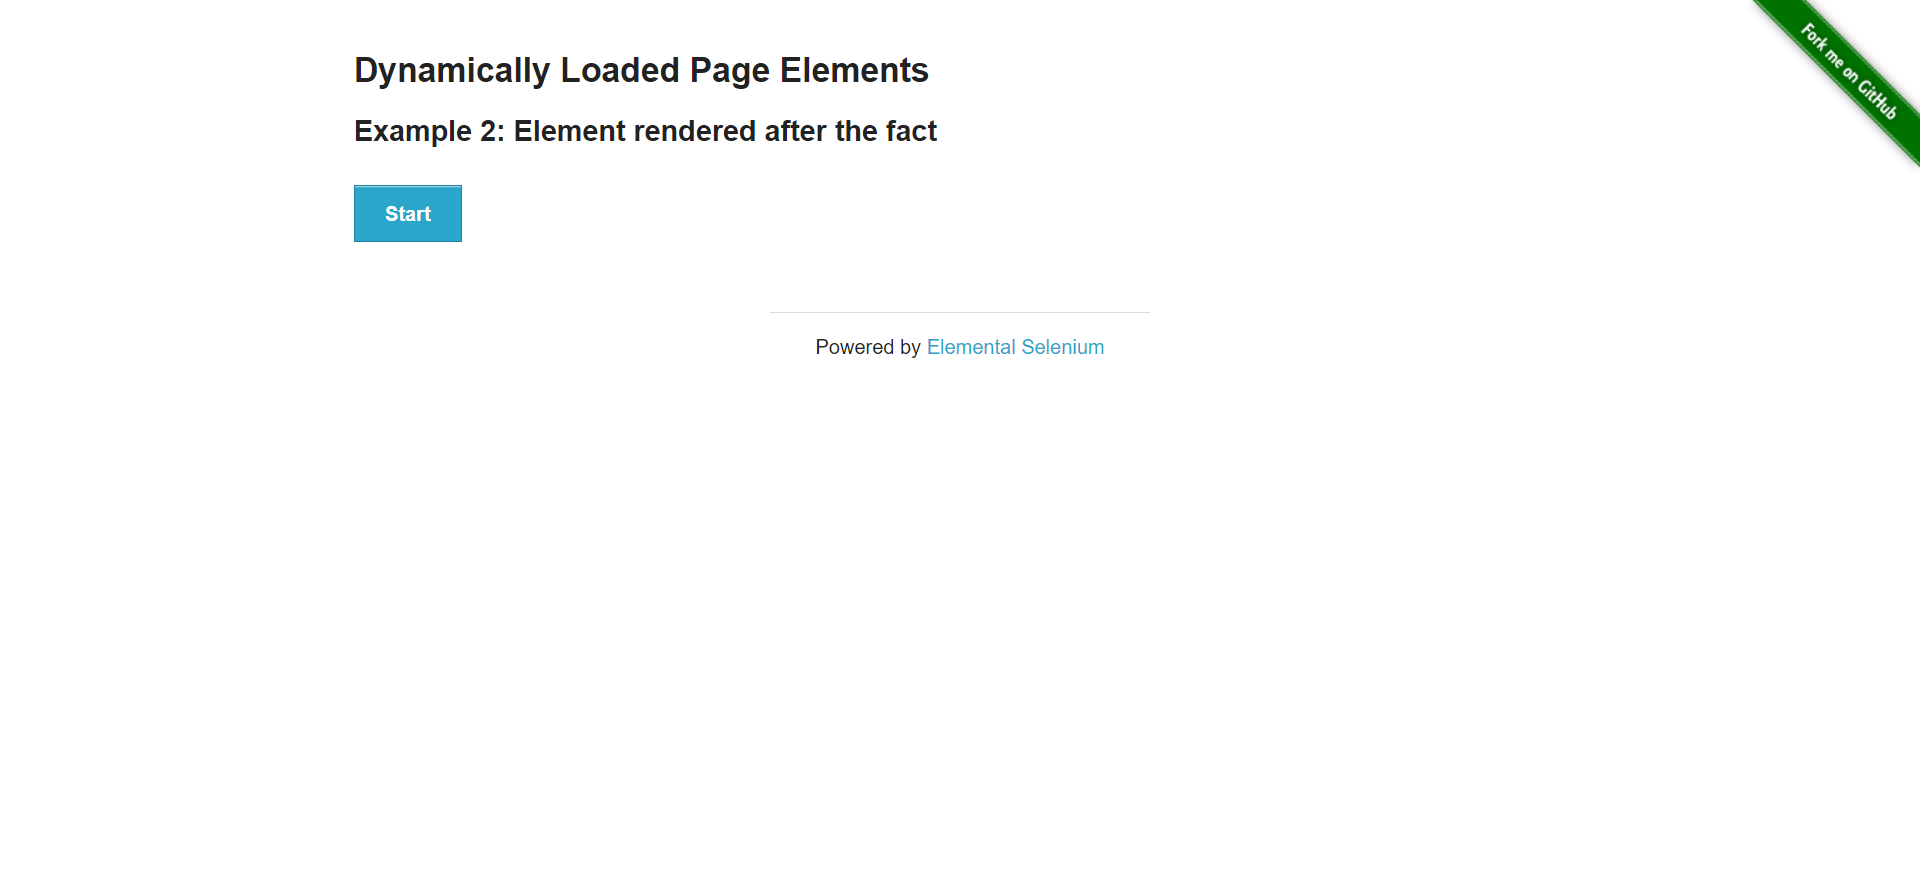 Dynamically Loaded Page Elements
Example 2: Element rendered after the fact
Start
Powered by Elemental Selenium
Fork me on GitHub